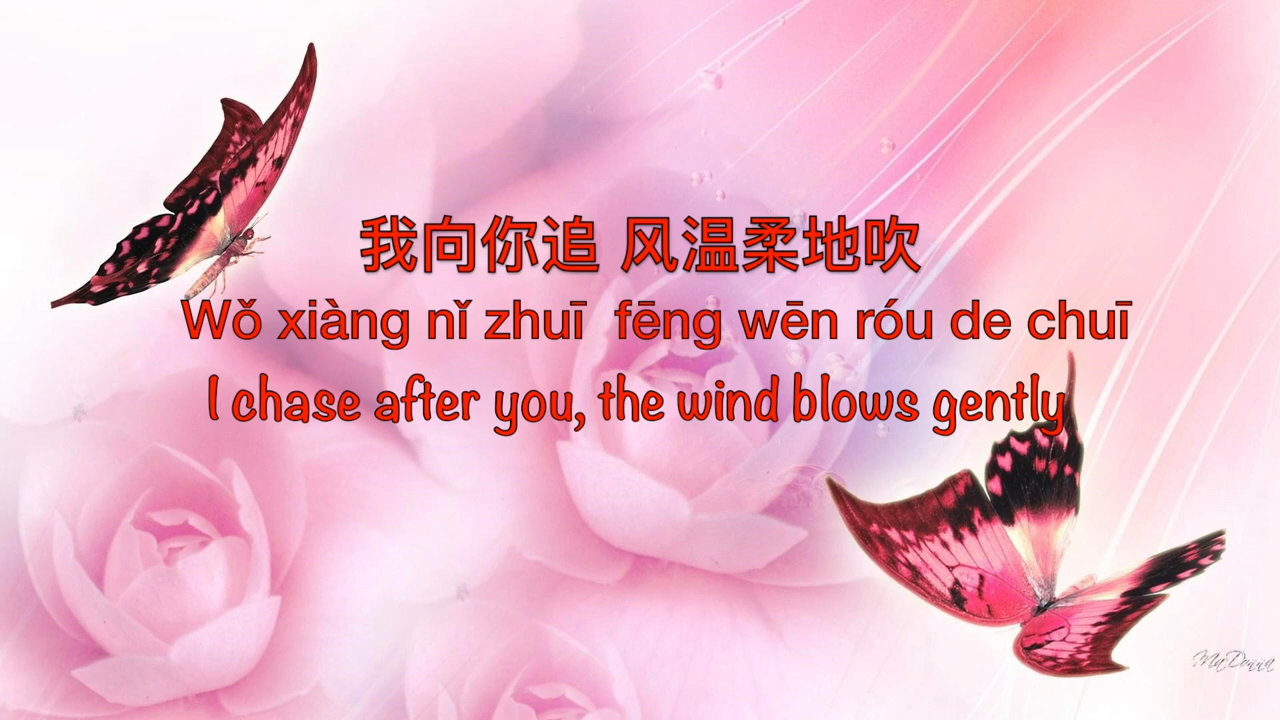 我向你追 风温柔地吹
Wǒ xiàng nǐ zhuī  fēng wēn róu de chuī
I chase after you, the wind blows gently
MaDonna